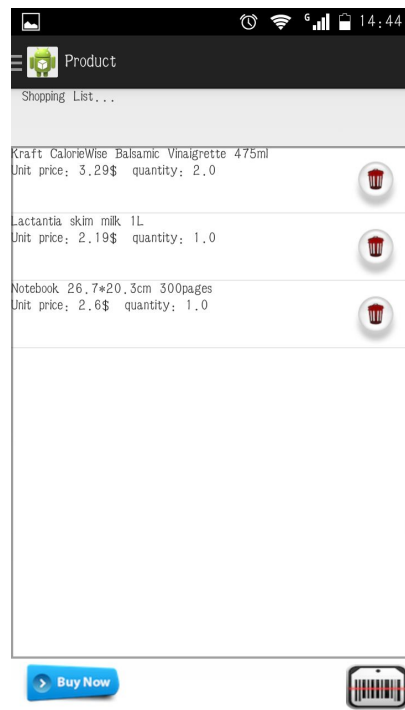 G 14:44
Product
Shopping List...
Kraft CalorieWise Balsamic Vinaigrette 475ml
Unit price: 3.29$ quantity: 2.0
Lactantia skim milk 1L
Unit price: 2.19$ quantity: 1.0
Notebook 26.7*20.3cm 300pages
Unit price: 2.6$ quantity: 1.0
Buy Now